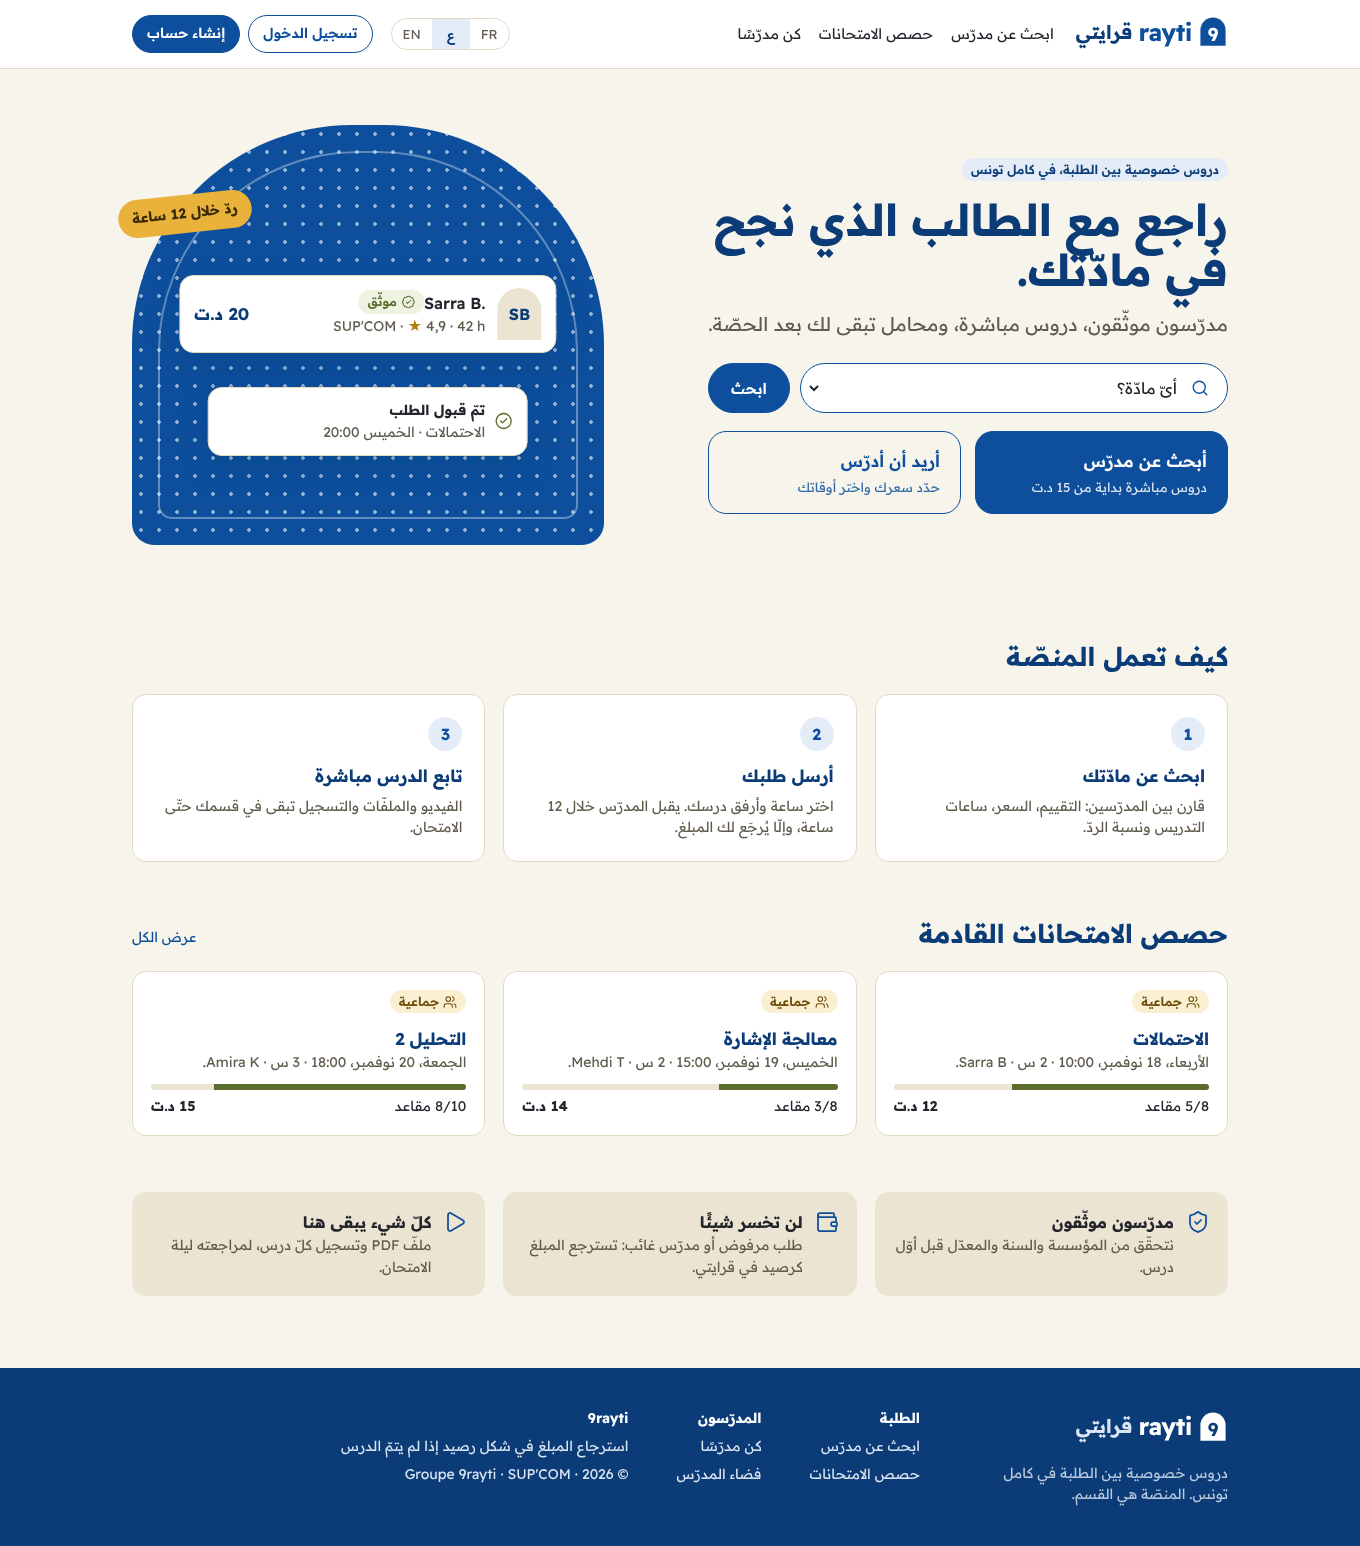 9 rayti قرايتي
ابحث عن مدرّس
حصص الامتحانات
كن مدرّسًا
FR
ع
EN
تسجيل الدخول
إنشاء حساب
دروس خصوصية بين الطلبة، في كامل تونس
راجع مع الطالب الذي نجح
في مادّتك.
مدرّسون موثّقون، دروس مباشرة، ومحامل تبقى لك بعد الحصّة.
أيّ مادّة؟
ابحث
أبحث عن مدرّس
دروس مباشرة بداية من 15 د.ت
أريد أن أدرّس
حدّد سعرك واختر أوقاتك
ردّ خلال 12 ساعة
SB
Sarra B.
موثّق
SUP'COM · ★ 4,9 · 42 h
20 د.ت
تمّ قبول الطلب
الاحتمالات · الخميس 20:00
كيف تعمل المنصّة
1
ابحث عن مادّتك
قارن بين المدرّسين: التقييم، السعر، ساعات
التدريس ونسبة الردّ.
2
أرسل طلبك
اختر ساعة وأرفق درسك. يقبل المدرّس خلال 12
ساعة، وإلّا يُرجَع لك المبلغ.
3
تابع الدرس مباشرة
الفيديو والملفّات والتسجيل تبقى في قسمك حتّى
الامتحان.
حصص الامتحانات القادمة
عرض الكل
جماعية
الاحتمالات
الأربعاء، 18 نوفمبر، 10:00 · 2 س · Sarra B.
5/8 مقاعد
12 د.ت
جماعية
معالجة الإشارة
الخميس، 19 نوفمبر، 15:00 · 2 س · Mehdi T.
3/8 مقاعد
14 د.ت
جماعية
التحليل 2
الجمعة، 20 نوفمبر، 18:00 · 3 س · Amira K.
8/10 مقاعد
15 د.ت
مدرّسون موثّقون
نتحقّق من المؤسسة والسنة والمعدّل قبل أوّل
درس.
لن تخسر شيئًا
طلب مرفوض أو مدرّس غائب: تسترجع المبلغ
كرصيد في قرايتي.
كلّ شيء يبقى هنا
ملفّ PDF وتسجيل كلّ درس، لمراجعته ليلة
الامتحان.
9 rayti قرايتي
دروس خصوصية بين الطلبة في كامل
تونس. المنصّة هي القسم.
الطلبة
ابحث عن مدرّس
حصص الامتحانات
المدرّسون
كن مدرّسًا
فضاء المدرّس
9rayti
استرجاع المبلغ في شكل رصيد إذا لم يتمّ الدرس
© 2026 · Groupe 9rayti · SUP'COM